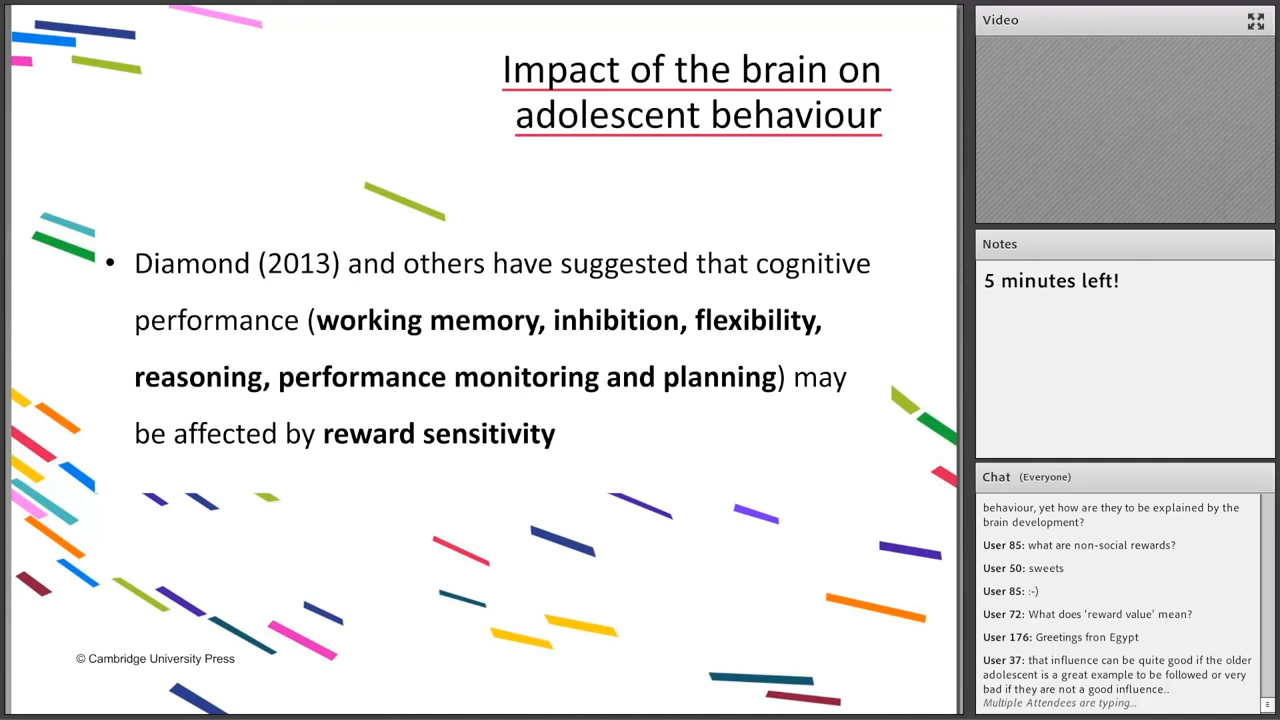 Impact of the brain on
adolescent behaviour
• Diamond (2013) and others have suggested that cognitive
performance (working memory, inhibition, flexibility,
reasoning, performance monitoring and planning) may
be affected by reward sensitivity
© Cambridge University Press
Video
Notes
5 minutes left!
Chat (Everyone)
behaviour, yet how are they to be explained by the
brain development?
User 85: what are non-social rewards?
User 50: sweets
User 85: :-)
User 72: What does 'reward value' mean?
User 176: Greetings fron Egypt
User 37: that influence can be quite good if the older
adolescent is a great example to be followed or very
bad if they are not a good influence..
Multiple Attendees are typing...